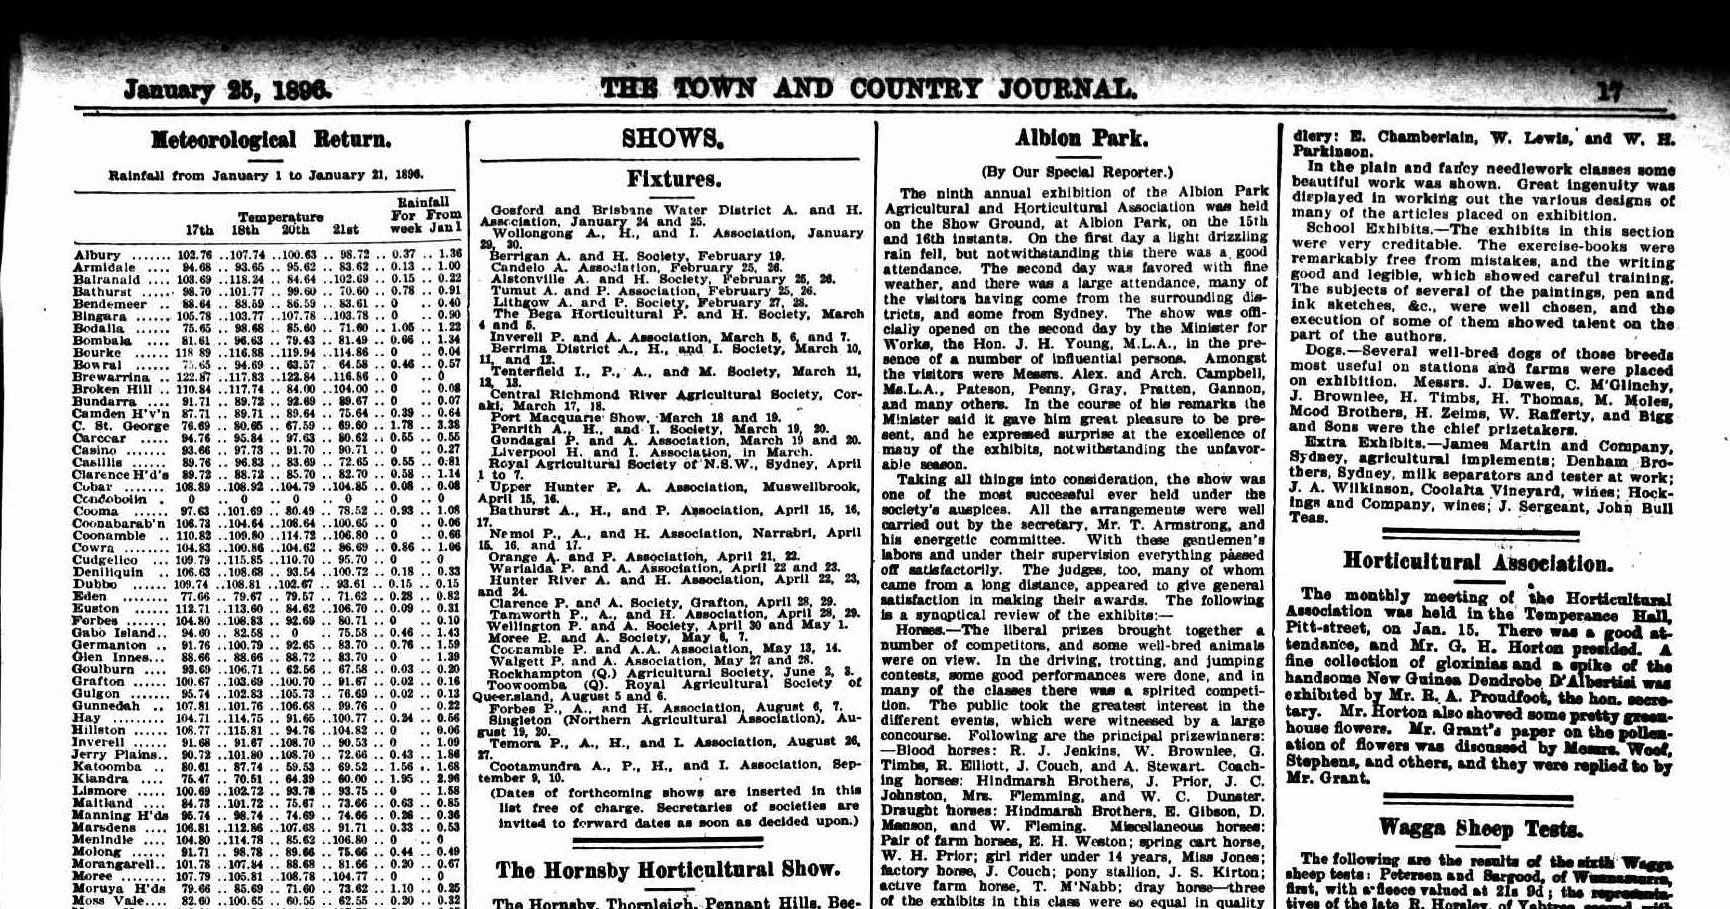 January 25, 1896.
THE TOWN AND COUNTRY JOURNAL.
17
Meteorological Return.
Rainfall from January 1 to January 21, 1896.
Rainfall
Temperature For From
17th 18th 20th 21st week Jan 1
Albury ....... 102.76 ..107.74 ..100.63 .. 98.72 .. 0.37 .. 1.36
Armidale .... 94.68 .. 93.65 .. 95.62 .. 83.62 .. 0.13 .. 1.00
Balranald .... 103.69 ..118.24 .. 84.64 ..102.69 .. 0.15 .. 0.22
Bathurst ...... 98.70 ..101.77 .. 99.60 .. 70.60 .. 0.78 .. 0.91
Bendemeer .. 88.64 .. 88.59 .. 86.59 .. 83.61 .. 0 .. 0.40
Bingara ...... 105.78 ..103.77 ..107.78 ..103.78 .. 0 .. 0.90
Bodalla ...... 75.65 .. 98.68 .. 85.60 .. 71.60 .. 1.05 .. 1.22
Bombala .... 81.61 .. 96.63 .. 79.43 .. 81.49 .. 0.66 .. 1.34
Bourke ...... 118 89 ..116.88 ..119.94 ..114.86 .. 0 .. 0.04
Bowral ...... .. 94.69 .. 63.57 .. 64.58 .. 0.46 .. 0.57
Brewarrina .. 122.87 ..117.83 ..122.84 ..116.86 .. 0 .. 0
Broken Hill .. 110.84 ..117.74 .. 84.00 ..104.00 .. 0 .. 0.08
Bundarra .... 91.71 .. 89.72 .. 92.69 .. 89.67 .. 0 .. 0.07
Camden H'v'n 87.71 .. 89.71 .. 89.64 .. 75.64 .. 0.39 .. 0.64
C. St. George 76.69 .. 80.65 .. 67.59 .. 69.60 .. 1.78 .. 3.38
Carcoar ..... 94.76 .. 95.84 .. 97.63 .. 80.62 .. 0.55 .. 0.55
Casino ...... 93.66 .. 97.73 .. 91.70 .. 90.71 .. 0 .. 0.27
Cassilis ...... 89.76 .. 96.83 .. 83.69 .. 72.65 .. 0.55 .. 0.81
Clarence H'd's 89.72 .. 88.72 .. 85.70 .. 82.70 .. 0.58 .. 1.14
Cobar ........ 108.89 ..108.92 ..104.79 ..104.85 .. 0.08 .. 0.08
Condobolin . 0 .. 0 .. 0 .. 0 .. 0 .. 0
Cooma ...... 97.63 ..101.69 .. 80.49 .. 78.52 .. 0.93 .. 1.08
Coonabarab'n 106.73 ..104.64 ..108.64 ..100.65 .. 0 .. 0.06
Coonamble .. 110.82 ..109.80 ..114.72 ..106.80 .. 0 .. 0.66
Cowra ........ 104.83 ..100.86 ..104.62 .. 86.69 .. 0.86 .. 1.06
Cudgelico .... 109.79 ..115.85 ..110.70 .. 95.70 .. 0 .. 0
Deniliquin .. 106.63 ..108.68 .. 93.54 ..100.72 .. 0.18 .. 0.33
Dubbo ...... 109.74 ..108.81 ..102.67 .. 93.61 .. 0.15 .. 0.15
Eden ........ 77.66 .. 79.67 .. 79.57 .. 71.62 .. 0.28 .. 0.82
Euston ...... 112.71 ..113.60 .. 84.62 ..106.70 .. 0.09 .. 0.31
Forbes ...... 104.80 ..108.83 .. 92.69 .. 80.71 .. 0 .. 0.10
Gabo Island.. 94.60 .. 82.58 0 .. 75.58 .. 0.46 .. 1.43
Germanton .. 91.76 ..100.79 .. 92.65 .. 83.70 .. 0.76 .. 1.59
Glen Innes... 88.66 .. 88.66 .. 88.72 .. 83.70 .. 0 .. 1.39
Goulburn .... 93.69 ..106.71 .. 62.56 .. 67.58 .. 0.03 .. 0.20
Grafton ...... 100.67 ..103.69 ..100.70 .. 91.67 .. 0.02 .. 0.16
Gulgon ...... 95.74 ..102.83 ..105.73 .. 76.69 .. 0.02 .. 0.13
Gunnedah .. 107.81 ..101.76 ..106.68 .. 99.76 .. 0 .. 0.22
Hay ......... 104.71 ..114.75 .. 91.65 ..100.77 .. 0.24 .. 0.56
Hillston ...... 108.77 ..115.81 .. 94.76 ..104.82 .. 0 .. 0.06
Inverell ...... 91.68 .. 91.67 ..108.70 .. 90.53 .. 0 .. 1.09
Jerry Plains.. 90.73 ..101.80 ..108.70 .. 72.66 .. 0.43 .. 1.86
Katoomba .. 80.61 .. 87.74 .. 59.53 .. 69.52 .. 1.56 .. 1.68
Kiandra .... 75.47 .. 70.51 .. 64.39 .. 60.00 .. 1.95 .. 2.96
Lismore ..... 100.69 ..102.72 .. 93.78 .. 93.75 .. 0 .. 1.58
Maitland .... 84.73 ..101.72 .. 75.67 .. 73.66 .. 0.63 .. 0.85
Manning H'ds 95.74 .. 98.74 .. 74.69 .. 74.66 .. 0.26 .. 0.36
Marsdens .... 106.81 ..112.86 ..107.63 .. 91.71 .. 0.33 .. 0.53
Menindie .... 104.80 ..114.78 .. 85.62 ..106.80 .. 0 .. 0
Molong ...... 91.71 .. 98.78 .. 89.66 .. 75.66 .. 0.44 .. 0.49
Morangarell.. 101.78 ..107.84 .. 88.68 .. 81.66 .. 0.20 .. 0.67
Moree ...... 107.79 ..105.81 ..108.78 ..104.77 .. 0 .. 0
Moruya H'ds 79.66 .. 85.69 .. 71.60 .. 73.62 .. 1.10 .. 0.25
Moss Vale.... 82.60 ..100.65 .. 60.55 .. 62.55 .. 0.20 .. 0.32
SHOWS.
Fixtures.
Gosford and Brisbane Water District A. and H.
Association, January 24 and 25.
Wollongong A., H., and I. Association, January
29, 30.
Berrigan A. and H. Society, February 19.
Candelo A. Association, February 25, 26.
Alstonville A. and H. Society, February 25, 26.
Tumut A. and P. Association, February 25, 26.
Lithgow A. and P. Society, February 27, 28.
The Bega Horticultural P. and H. Society, March
4 and 5.
Inverell P. and A. Association, March 5, 6, and 7.
Berrima District A., H., and I. Society, March 10,
11, and 12.
Tenterfield I., P., A., and M. Society, March 11,
12, 13.
Central Richmond River Agricultural Society, Cor-
aki, March 17, 18.
Port Macquarie Show, March 18 and 19.
Penrith A., H., and I. Society, March 19, 20.
Gundagai P. and A. Association, March 19 and 20.
Liverpool H. and I. Association, in March.
Royal Agricultural Society of N.S.W., Sydney, April
1 to 7.
Upper Hunter P. A. Association, Muswellbrook,
April 15, 16.
Bathurst A., H., and P. Association, April 15, 16,
17.
Nemoi P., A., and H. Association, Narrabri, April
15, 16, and 17.
Orange A. and P. Association, April 21, 22.
Warialda P. and A. Association, April 22 and 23.
Hunter River A. and H. Association, April 22, 23,
and 24.
Clarence P. and A. Society, Grafton, April 28, 29.
Tamworth P., A., and H. Association, April 28, 29.
Wellington P. and A. Society, April 30 and May 1.
Moree P. and A. Society, May 6, 7.
Coonamble P. and A.A. Association, May 13, 14.
Walgett P. and A. Association, May 27 and 28.
Rockhampton (Q.) Agricultural Society, June 2, 3.
Toowoomba (Q). Royal Agricultural Society of
Queensland, August 5 and 6.
Forbes P., A., and H. Association, August 6, 7.
Singleton (Northern Agricultural Association), Au-
gust 19, 20.
Temora P., A., H., and I. Association, August 26,
27.
Cootamundra A., P., H., and I. Association, Sep-
tember 9, 10.
(Dates of forthcoming shows are inserted in this
list free of charge. Secretaries of societies are
invited to forward dates as soon as decided upon.)
The Hornsby Horticultural Show.
The Hornsby, Thornleigh, Pennant Hills, Bee-
Albion Park.
(By Our Special Reporter.)
The ninth annual exhibition of the Albion Park
Agricultural and Horticultural Association was held
on the Show Ground, at Albion Park, on the 15th
and 16th instants. On the first day a light drizzling
rain fell, but notwithstanding this there was a good
attendance. The second day was favored with fine
weather, and there was a large attendance, many of
the visitors having come from the surrounding dis-
tricts, and some from Sydney. The show was offi-
cially opened on the second day by the Minister for
Works, the Hon. J. H. Young, M.L.A., in the pre-
sence of a number of influential persons. Amongst
the visitors were Messrs. Alex. and Arch. Campbell,
Ms.L.A., Pateson, Penny, Gray, Pratten, Gannon,
and many others. In the course of his remarks the
Minister said it gave him great pleasure to be pre-
sent, and he expressed surprise at the excellence of
many of the exhibits, notwithstanding the unfavor-
able season.
Taking all things into consideration, the show was
one of the most successful ever held under the
society's auspices. All the arrangements were well
carried out by the secretary, Mr. T. Armstrong, and
his energetic committee. With these gentlemen's
labors and under their supervision everything passed
off satisfactorily. The judges, too, many of whom
came from a long distance, appeared to give general
satisfaction in making their awards. The following
is a synoptical review of the exhibits:—
Horses.—The liberal prizes brought together a
number of competitors, and some well-bred animals
were on view. In the driving, trotting, and jumping
contests, some good performances were done, and in
many of the classes there was a spirited competi-
tion. The public took the greatest interest in the
different events, which were witnessed by a large
concourse. Following are the principal prizewinners:
—Blood horses: R. J. Jenkins, W. Brownlee, G.
Timbs, R. Elliott, J. Couch, and A. Stewart. Coach-
ing horses: Hindmarsh Brothers, J. Prior, J. C.
Johnston, Mrs. Flemming, and W. C. Dunster.
Draught horses: Hindmarsh Brothers, E. Gibson, D.
Manson, and W. Fleming. Miscellaneous horses:
Pair of farm horses, E. H. Weston; spring cart horse,
W. H. Prior; girl rider under 14 years, Miss Jones;
factory horse, J. Couch; pony stallion, J. S. Kirton;
active farm horse, T. M'Nabb; dray horse—three
of the exhibits in this class were so equal in quality
dlery: E. Chamberlain, W. Lewis, and W. H.
Parkinson.
In the plain and fancy needlework classes some
beautiful work was shown. Great ingenuity was
displayed in working out the various designs of
many of the articles placed on exhibition.
School Exhibits.—The exhibits in this section
were very creditable. The exercise-books were
remarkably free from mistakes, and the writing
good and legible, which showed careful training.
The subjects of several of the paintings, pen and
ink sketches, &c., were well chosen, and the
execution of some of them showed talent on the
part of the authors.
Dogs.—Several well-bred dogs of those breeds
most useful on stations and farms were placed
on exhibition. Messrs. J. Dawes, C. M'Glinchy,
J. Brownlee, H. Timbs, H. Thomas, M. Moles,
Mood Brothers, H. Zeims, W. Rafferty, and Bigg
and Sons were the chief prizetakers.
Extra Exhibits.—James Martin and Company,
Sydney, agricultural implements; Denham Bro-
thers, Sydney, milk separators and tester at work;
J. A. Wilkinson, Coolalta Vineyard, wines; Hock-
ings and Company, wines; J. Sergeant, John Bull
Teas.
Horticultural Association.
The monthly meeting of the Horticultural
Association was held in the Temperance Hall,
Pitt-street, on Jan. 15. There was a good at-
tendance, and Mr. G. H. Horton presided. A
fine collection of gloxinias and a spike of the
handsome New Guinea Dendrobe D'Albertisi was
exhibited by Mr. R. A. Proudfoot, the hon. secre-
tary. Mr. Horton also showed some pretty green-
house flowers. Mr. Grant's paper on the pollen-
ation of flowers was discussed by Messrs. Woof,
Stephens, and others, and they were replied to by
Mr. Grant.
Wagga Sheep Tests.
The following are the results of the sixth Wagga
sheep tests: Petersen and Sargood, of
first, with a fleece valued at 21s 9d; the
tives of the late R. Horsley, of Yabtree